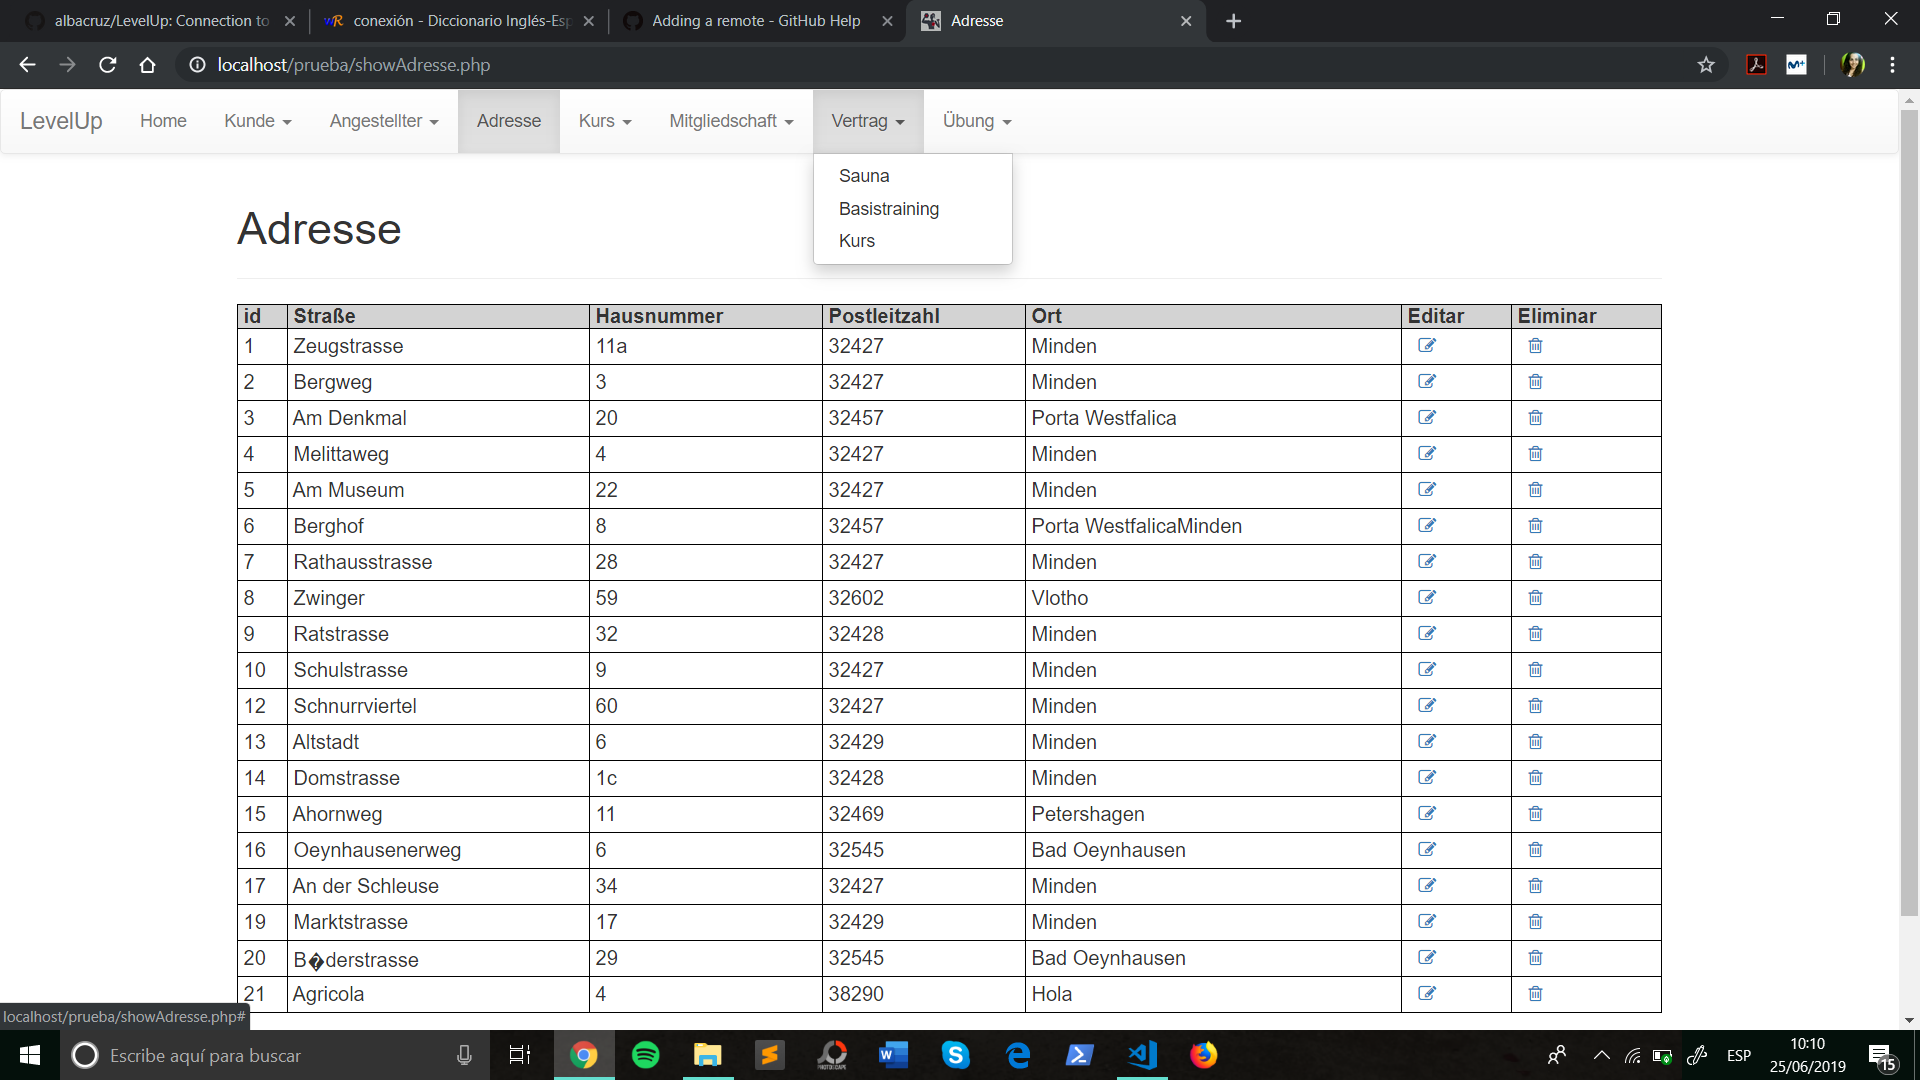 albacruz/LevelUp: Connection to
conexión - Diccionario Inglés-Esp
Adding a remote - GitHub Help
Adresse
localhost/prueba/showAdresse.php
LevelUp Home Kunde Angestellter Adresse Kurs Mitgliedschaft Vertrag Übung
Sauna
Basistraining
Kurs
Adresse
id Straße Hausnummer Postleitzahl Ort Editar Eliminar
1 Zeugstrasse 11a 32427 Minden
2 Bergweg 3 32427 Minden
3 Am Denkmal 20 32457 Porta Westfalica
4 Melittaweg 4 32427 Minden
5 Am Museum 22 32427 Minden
6 Berghof 8 32457 Porta WestfalicaMinden
7 Rathausstrasse 28 32427 Minden
8 Zwinger 59 32602 Vlotho
9 Ratstrasse 32 32428 Minden
10 Schulstrasse 9 32427 Minden
12 Schnurrviertel 60 32427 Minden
13 Altstadt 6 32429 Minden
14 Domstrasse 1c 32428 Minden
15 Ahornweg 11 32469 Petershagen
16 Oeynhausenerweg 6 32545 Bad Oeynhausen
17 An der Schleuse 34 32427 Minden
19 Marktstrasse 17 32429 Minden
20 B�derstrasse 29 32545 Bad Oeynhausen
21 Agricola 4 38290 Hola
localhost/prueba/showAdresse.php#
Escribe aquí para buscar
PHOTOSCAPE
ESP
10:10
25/06/2019
15